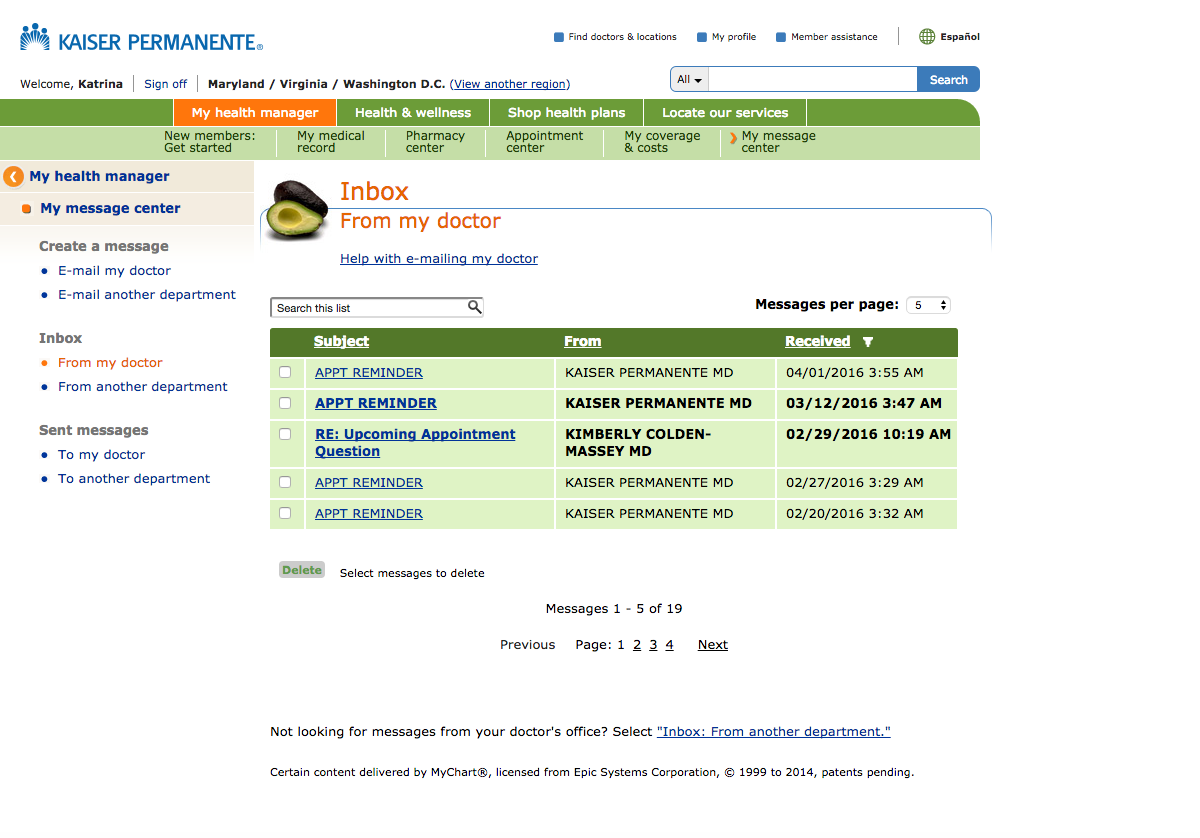 KAISER PERMANENTE®
Find doctors & locations My profile Member assistance Español
Welcome, Katrina Sign off Maryland / Virginia / Washington D.C. (View another region)
All Search
My health manager Health & wellness Shop health plans Locate our services
New members: Get started
My medical record
Pharmacy center
Appointment center
My coverage & costs
My message center
My health manager
My message center
Create a message
E-mail my doctor
E-mail another department
Inbox
From my doctor
From another department
Sent messages
To my doctor
To another department
Inbox
From my doctor
Help with e-mailing my doctor
Search this list
Messages per page: 5
Subject From Received
APPT REMINDER KAISER PERMANENTE MD 04/01/2016 3:55 AM
APPT REMINDER KAISER PERMANENTE MD 03/12/2016 3:47 AM
RE: Upcoming Appointment Question KIMBERLY COLDEN-MASSEY MD 02/29/2016 10:19 AM
APPT REMINDER KAISER PERMANENTE MD 02/27/2016 3:29 AM
APPT REMINDER KAISER PERMANENTE MD 02/20/2016 3:32 AM
Delete Select messages to delete
Messages 1 - 5 of 19
Previous Page: 1 2 3 4 Next
Not looking for messages from your doctor's office? Select "Inbox: From another department."
Certain content delivered by MyChart®, licensed from Epic Systems Corporation, © 1999 to 2014, patents pending.